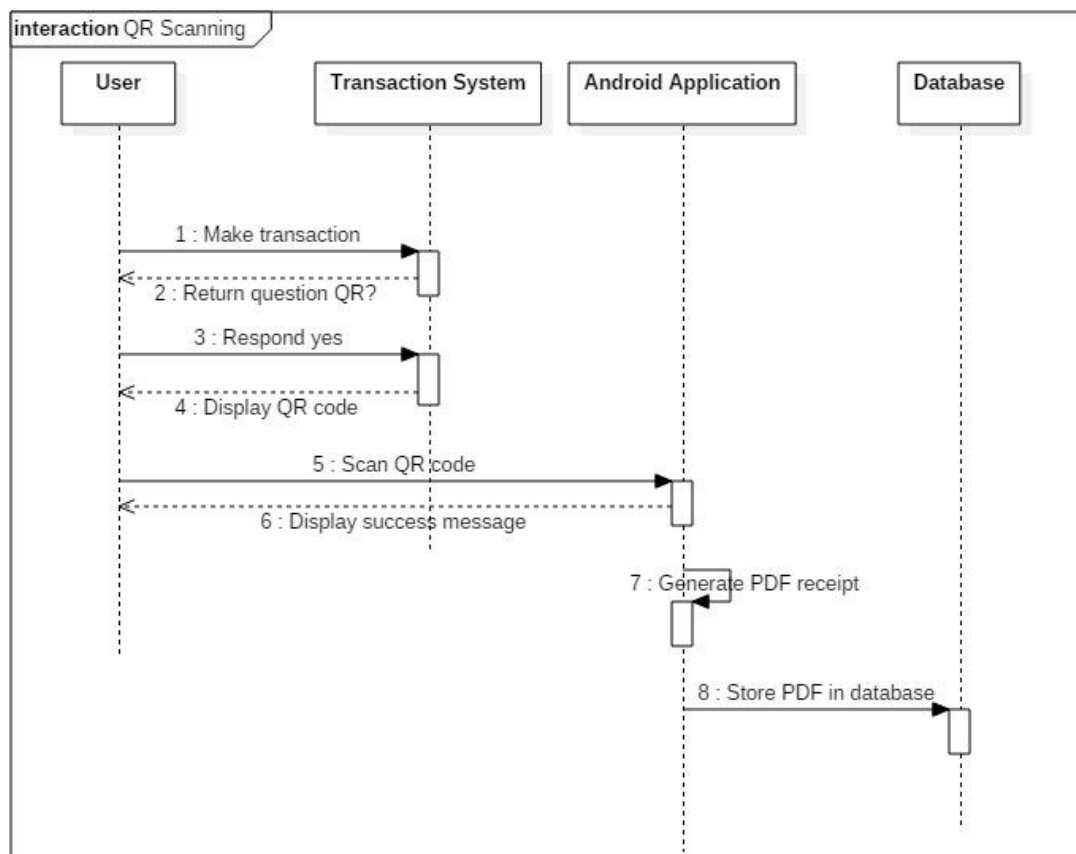 interaction QR Scanning
User
Transaction System
Android Application
Database
1 : Make transaction
2 : Return question QR?
3 : Respond yes
4 : Display QR code
5 : Scan QR code
6 : Display success message
7 : Generate PDF receipt
8 : Store PDF in database